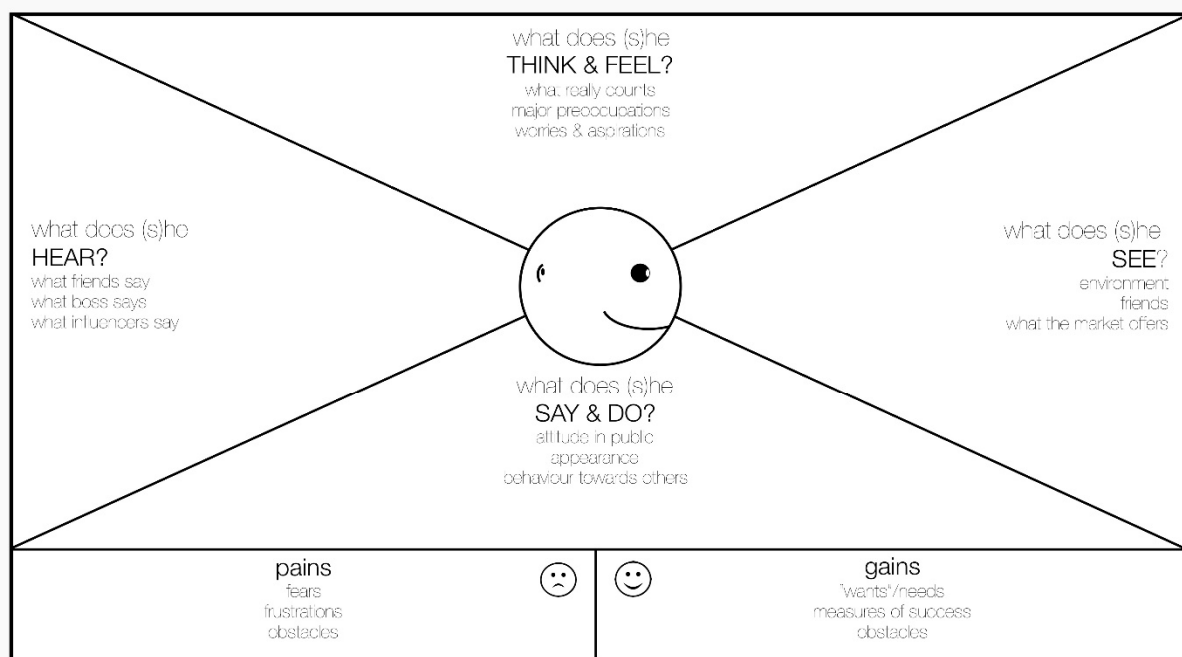 what does (s)he
THINK & FEEL?
what really counts
major preoccupations
worries & aspirations
what does (s)he
HEAR?
what friends say
what boss says
what influencers say
what does (s)he
SEE?
environment
friends
what the market offers
what does (s)he
SAY & DO?
attitude in public
appearance
behaviour towards others
pains
fears
frustrations
obstacles
gains
"wants"/needs
measures of success
obstacles